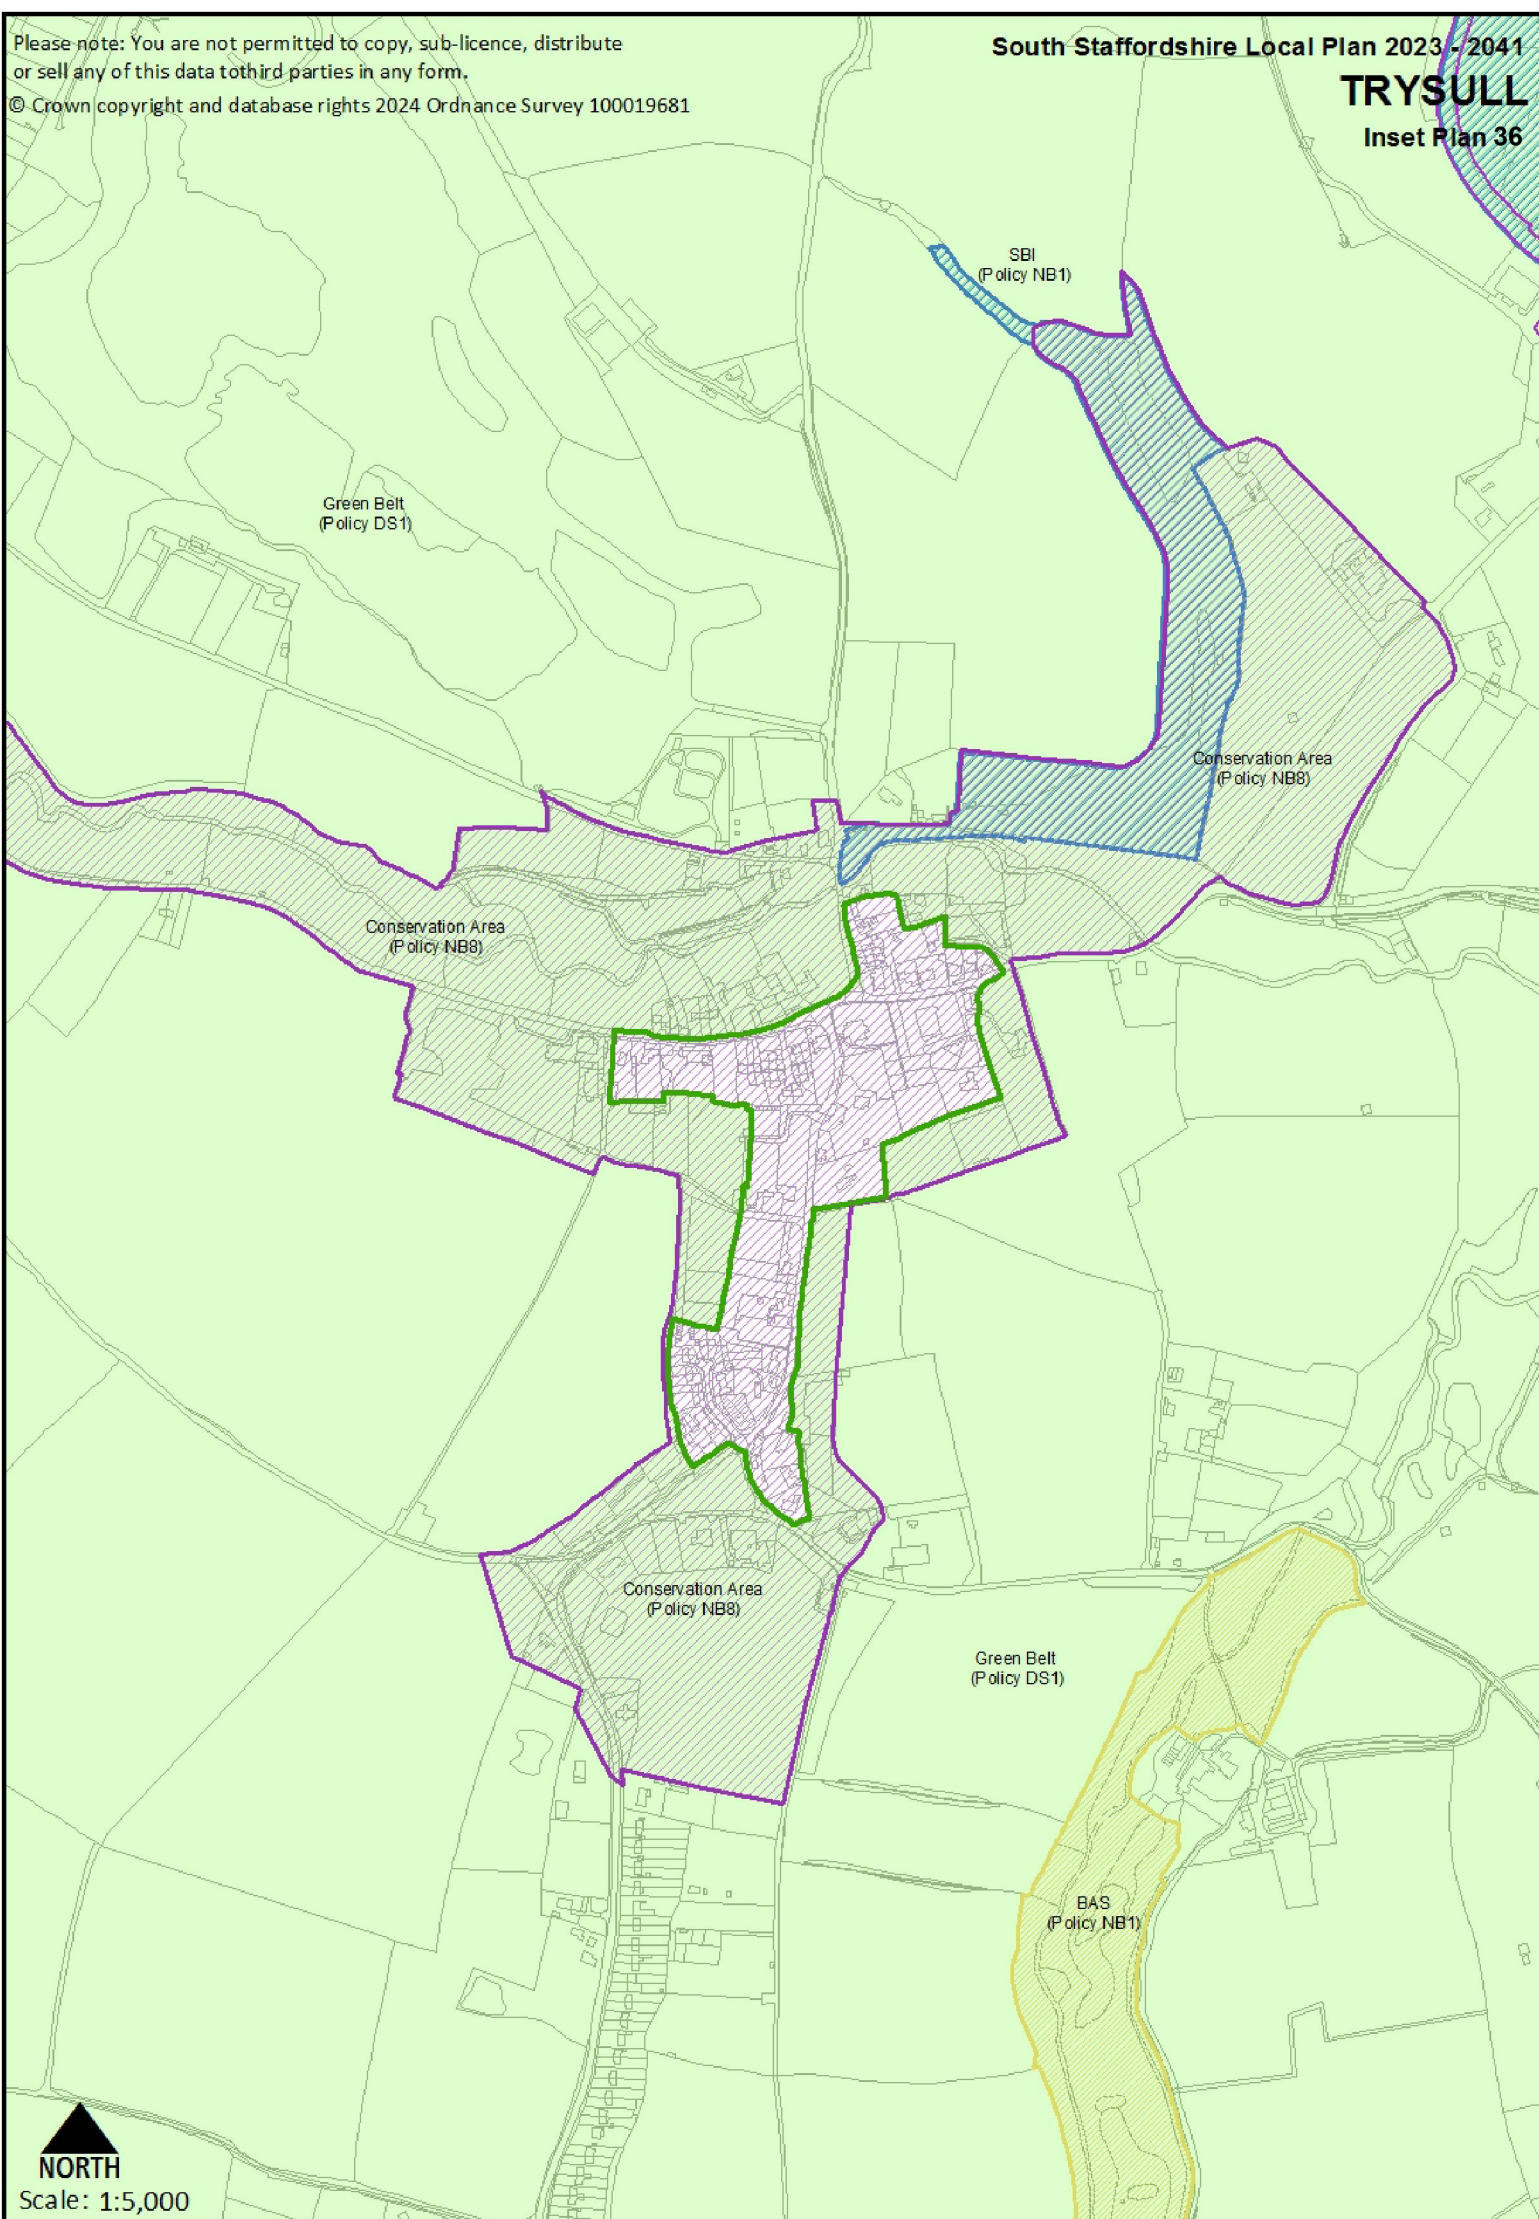 Please note: You are not permitted to copy, sub-licence, distribute
or sell any of this data tothird parties in any form.
© Crown copyright and database rights 2024 Ordnance Survey 100019681
South Staffordshire Local Plan 2023 - 2041
TRYSULL
Inset Plan 36
SBI
(Policy NB1)
Green Belt
(Policy DS1)
Conservation Area
(Policy NB8)
Conservation Area
(Policy NB8)
Conservation Area
(Policy NB8)
Green Belt
(Policy DS1)
BAS
(Policy NB1)
NORTH
Scale: 1:5,000